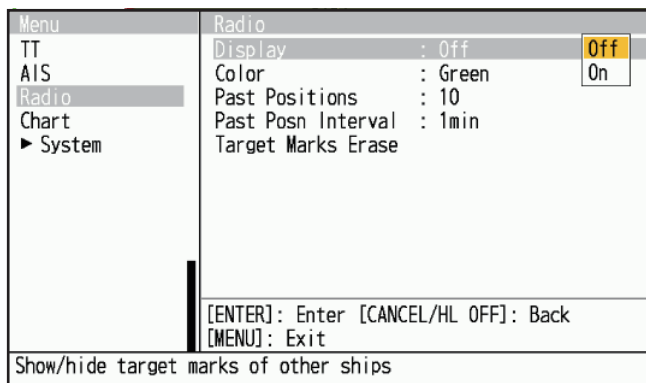 Menu
TT
AIS
Radio
Chart
► System
Radio
Display : Off
Off
On
Color : Green
Past Positions : 10
Past Posn Interval : 1min
Target Marks Erase
[ENTER]: Enter [CANCEL/HL OFF]: Back
[MENU]: Exit
Show/hide target marks of other ships